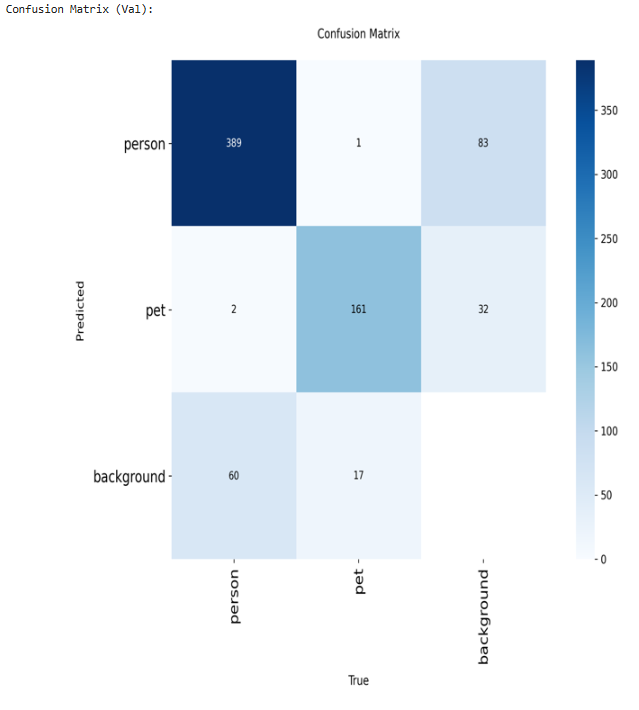 Confusion Matrix (Val):
Confusion Matrix
person
389
1
83
pet
2
161
32
background
60
17
Predicted
person
pet
background
True
350
300
250
200
150
100
50
0